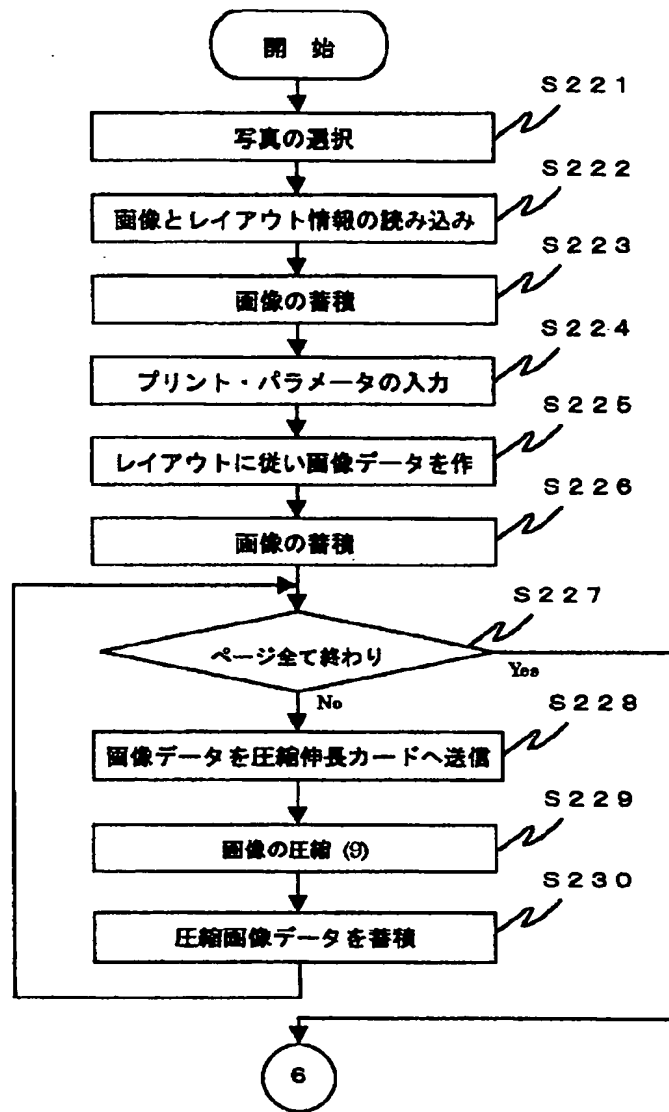 開 始
S221
写真の選択
S222
画像とレイアウト情報の読み込み
S223
画像の蓄積
S224
プリント・パラメータの入力
S225
レイアウトに従い画像データを作
S226
画像の蓄積
S227
ページ全て終わり
Yes
No
S228
画像データを圧縮伸長カードへ送信
S229
画像の圧縮 (9)
S230
圧縮画像データを蓄積
6